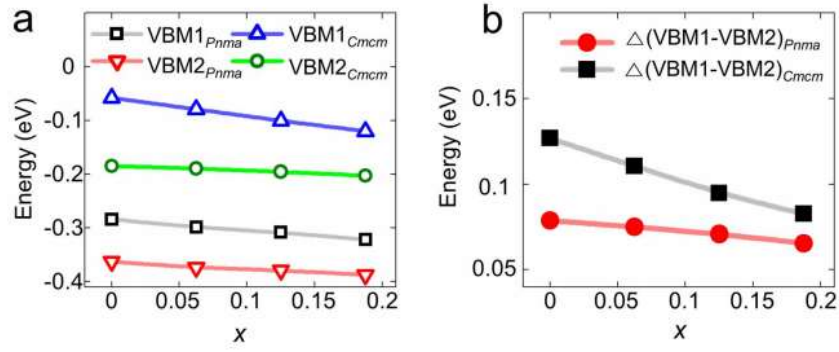 a
VBM1Pnma VBM1Cmcm
VBM2Pnma VBM2Cmcm
Energy (eV)
0
-0.1
-0.2
-0.3
-0.4
0 0.05 0.1 0.15 0.2
x
b
△(VBM1-VBM2)Pnma
△(VBM1-VBM2)Cmcm
Energy (eV)
0.15
0.1
0.05
0 0.05 0.1 0.15 0.2
x